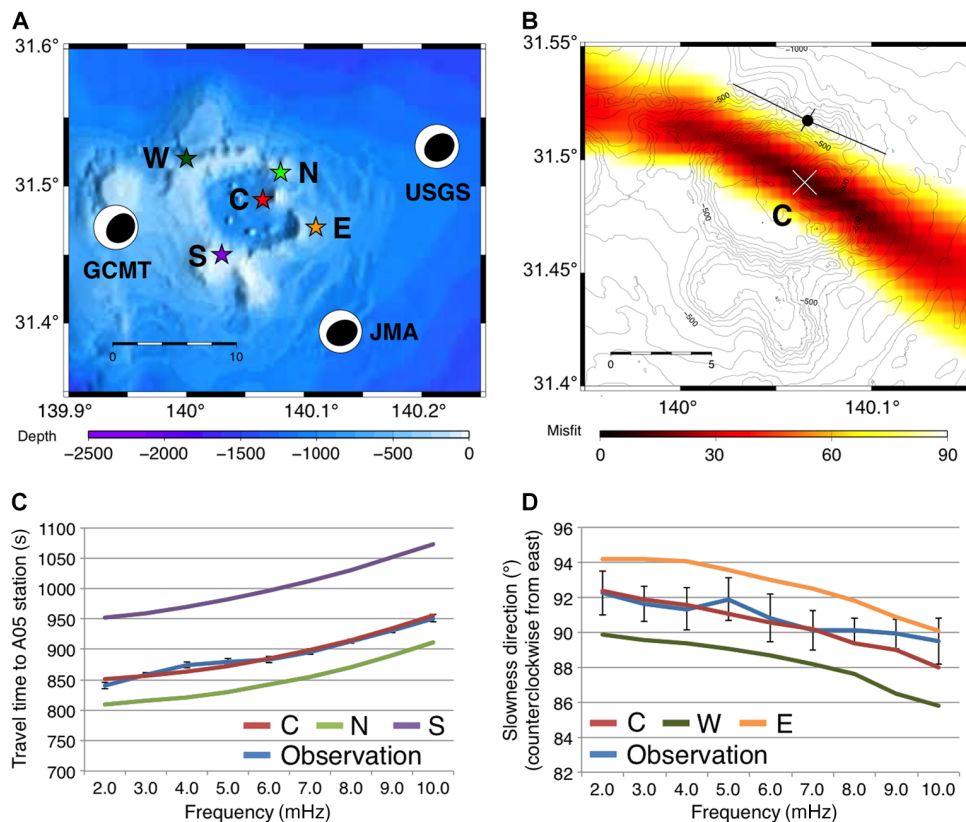 A
31.6°
31.5°
31.4°
139.9°
140°
140.1°
140.2°
W
N
C
E
S
USGS
GCMT
JMA
0
10
Depth
−2500
−2000
−1500
−1000
−500
0
B
31.55°
31.5°
31.45°
31.4°
140°
140.1°
−1000
−500
−500
−500
−500
−500
−500
−500
−500
C
0
5
Misfit
0
30
60
90
C
Travel time to A05 station (s)
1100
1050
1000
950
900
850
800
750
700
2.0 3.0 4.0 5.0 6.0 7.0 8.0 9.0 10.0
Frequency (mHz)
C N S
Observation
D
Slowness direction (°)
(counterclockwise from east)
96
94
92
90
88
86
84
82
2.0 3.0 4.0 5.0 6.0 7.0 8.0 9.0 10.0
Frequency (mHz)
C W E
Observation